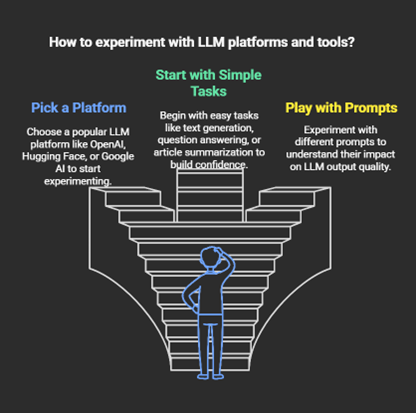 How to experiment with LLM platforms and tools?
Start with Simple
Tasks
Pick a Platform
Play with Prompts
Choose a popular LLM
platform like OpenAI,
Hugging Face, or Google
AI to start
experimenting.
Begin with easy tasks
like text generation,
question answering, or
article summarization to
build confidence.
Experiment with
different prompts to
understand their impact
on LLM output quality.